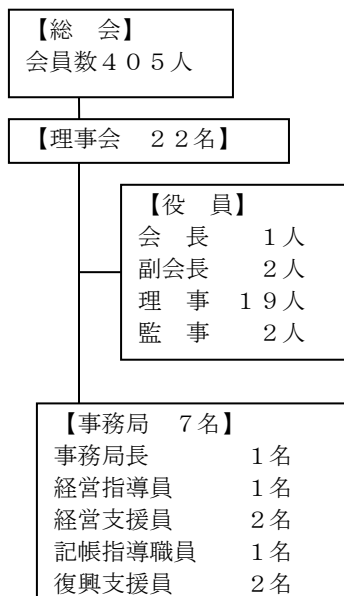 【総　会】
会員数４０５人
【理事会　２２名】
【役　員】
会　長　　１人
副会長　　２人
理　事　１９人
監　事　　２人
【事務局　７名】
事務局長　　　１名
経営指導員　　１名
経営支援員　　２名
記帳指導職員　１名
復興支援員　　２名